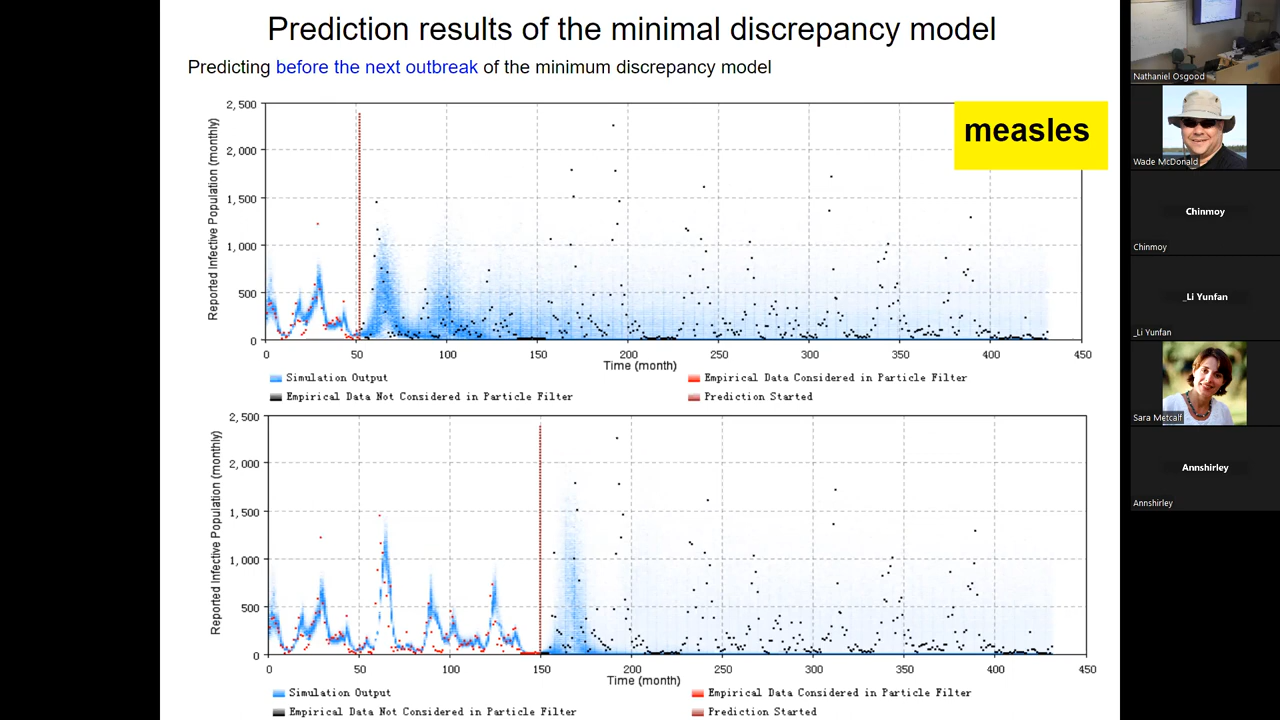 Prediction results of the minimal discrepancy model
Predicting before the next outbreak of the minimum discrepancy model
measles
2,500
2,000
1,500
1,000
500
0
Reported Infective Population (monthly)
0 50 100 150 200 250 300 350 400 450
Time (month)
Simulation Output
Empirical Data Considered in Particle Filter
Empirical Data Not Considered in Particle Filter
Prediction Started
2,500
2,000
1,500
1,000
500
0
Reported Infective Population (monthly)
0 50 100 150 200 250 300 350 400 450
Time (month)
Simulation Output
Empirical Data Considered in Particle Filter
Empirical Data Not Considered in Particle Filter
Prediction Started
Nathaniel Osgood
Wade McDonald
Chinmoy
Chinmoy
_Li Yunfan
_Li Yunfan
Sara Metcalf
Annshirley
Annshirley